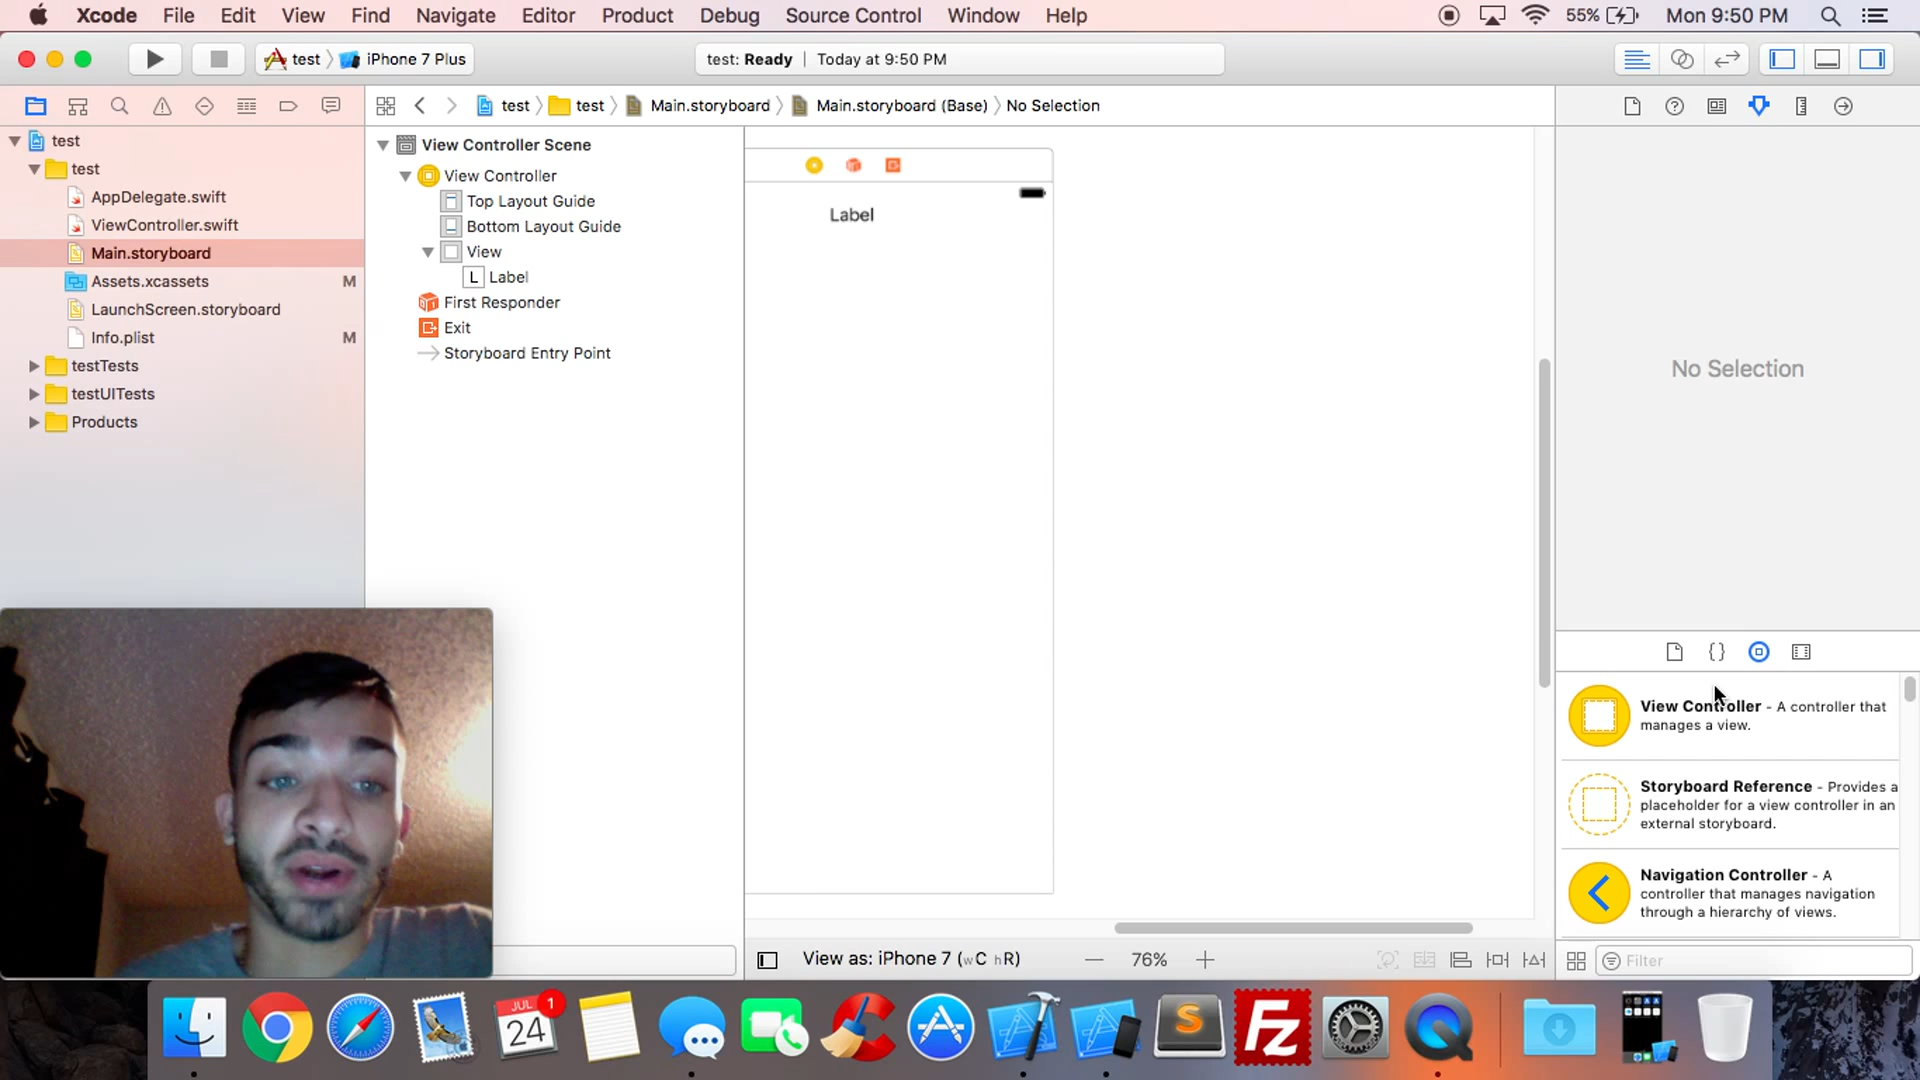 Xcode File Edit View Find Navigate Editor Product Debug Source Control Window Help 55% Mon 9:50 PM
test iPhone 7 Plus
test: Ready Today at 9:50 PM
test test Main.storyboard Main.storyboard (Base) No Selection
test
test
AppDelegate.swift
ViewController.swift
Main.storyboard
Assets.xcassets M
LaunchScreen.storyboard
Info.plist M
testTests
testUITests
Products
View Controller Scene
View Controller
Top Layout Guide
Bottom Layout Guide
View
L Label
First Responder
Exit
Storyboard Entry Point
Label
No Selection
{}
View Controller - A controller that
manages a view.
Storyboard Reference - Provides a
placeholder for a view controller in an
external storyboard.
Navigation Controller - A
controller that manages navigation
through a hierarchy of views.
View as: iPhone 7 (wC hR) — 76% +
Filter
JUL 1
24
S
Fz